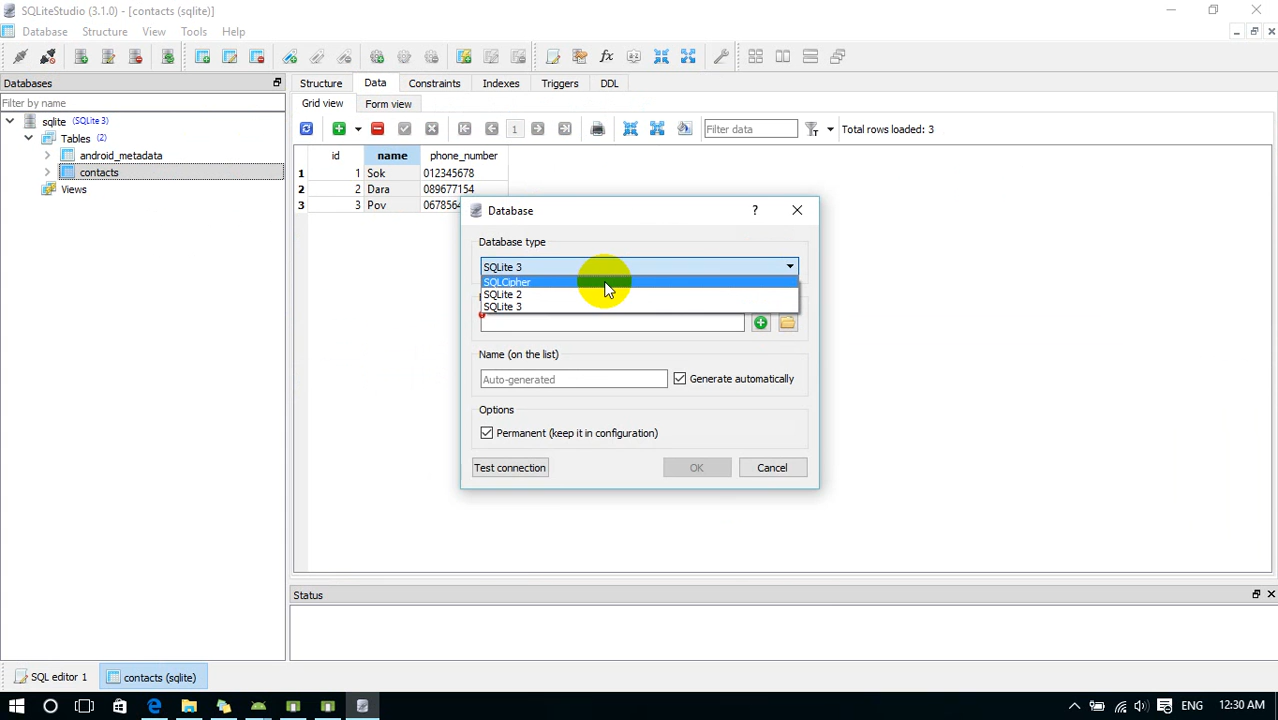 SQLiteStudio (3.1.0) - [contacts (sqlite)]
Database Structure View Tools Help
Databases
Filter by name
sqlite (SQLite 3)
Tables (2)
android_metadata
contacts
Views
Structure Data Constraints Indexes Triggers DDL
Grid view Form view
1 Filter data Total rows loaded: 3
id name phone_number
1 1 Sok 012345678
2 2 Dara 089677154
3 3 Pov 0678564
Database
Database type
SQLite 3
SQLCipher
SQLite 2
SQLite 3
Name (on the list)
Auto-generated Generate automatically
Options
Permanent (keep it in configuration)
Test connection OK Cancel
Status
SQL editor 1 contacts (sqlite)
ENG 12:30 AM